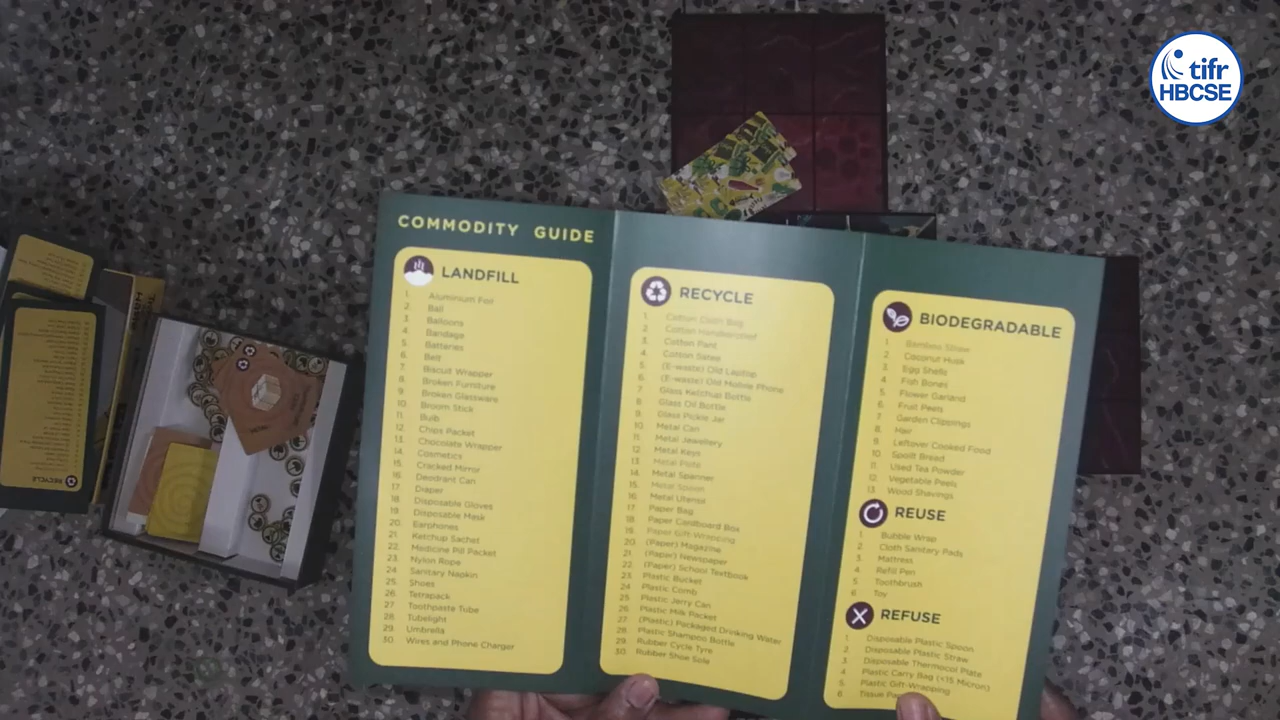 tifr
HBCSE
COMMODITY GUIDE
LANDFILL
1. Aluminium Foil
2. Ball
3. Balloons
4. Bandage
5. Batteries
6. Belt
7. Biscuit Wrapper
8. Broken Furniture
9. Broken Glassware
10. Broom Stick
11. Bulb
12. Chips Packet
13. Chocolate Wrapper
14. Cosmetics
15. Cracked Mirror
16. Deodrant Can
17. Diaper
18. Disposable Gloves
19. Disposable Mask
20. Earphones
21. Ketchup Sachet
22. Medicine Pill Packet
23. Nylon Rope
24. Sanitary Napkin
25. Shoes
26. Tetrapack
27. Toothpaste Tube
28. Tubelight
29. Umbrella
30. Wires and Phone Charger
RECYCLE
1. Cotton Cloth Bag
2. Cotton Handkerchief
3. Cotton Pant
4. Cotton Saree
5. (E-waste) Old Laptop
6. (E-waste) Old Mobile Phone
7. Glass Ketchup Bottle
8. Glass Oil Bottle
9. Glass Pickle Jar
10. Metal Can
11. Metal Jewellery
12. Metal Keys
13. Metal Plate
14. Metal Spanner
15. Metal Spoon
16. Metal Utensil
17. Paper Bag
18. Paper Cardboard Box
19. Paper Gift-Wrapping
20. (Paper) Magazine
21. (Paper) Newspaper
22. (Paper) School Textbook
23. Plastic Bucket
24. Plastic Comb
25. Plastic Jerry Can
26. Plastic Milk Packet
27. (Plastic) Packaged Drinking Water
28. Plastic Shampoo Bottle
29. Rubber Cycle Tyre
30. Rubber Shoe Sole
BIODEGRADABLE
1. Bamboo Straw
2. Coconut Husk
3. Egg Shells
4. Fish Bones
5. Flower Garland
6. Fruit Peels
7. Garden Clippings
8. Hair
9. Leftover Cooked Food
10. Spoilt Bread
11. Used Tea Powder
12. Vegetable Peels
13. Wood Shavings
REUSE
1. Bubble Wrap
2. Cloth Sanitary Pads
3. Mattress
4. Refill Pen
5. Toothbrush
6. Toy
REFUSE
1. Disposable Plastic Spoon
2. Disposable Plastic Straw
3. Disposable Thermocol Plate
4. Plastic Carry Bag (<15 Micron)
5. Plastic Gift-Wrapping
6. Tissue
RECYCLE